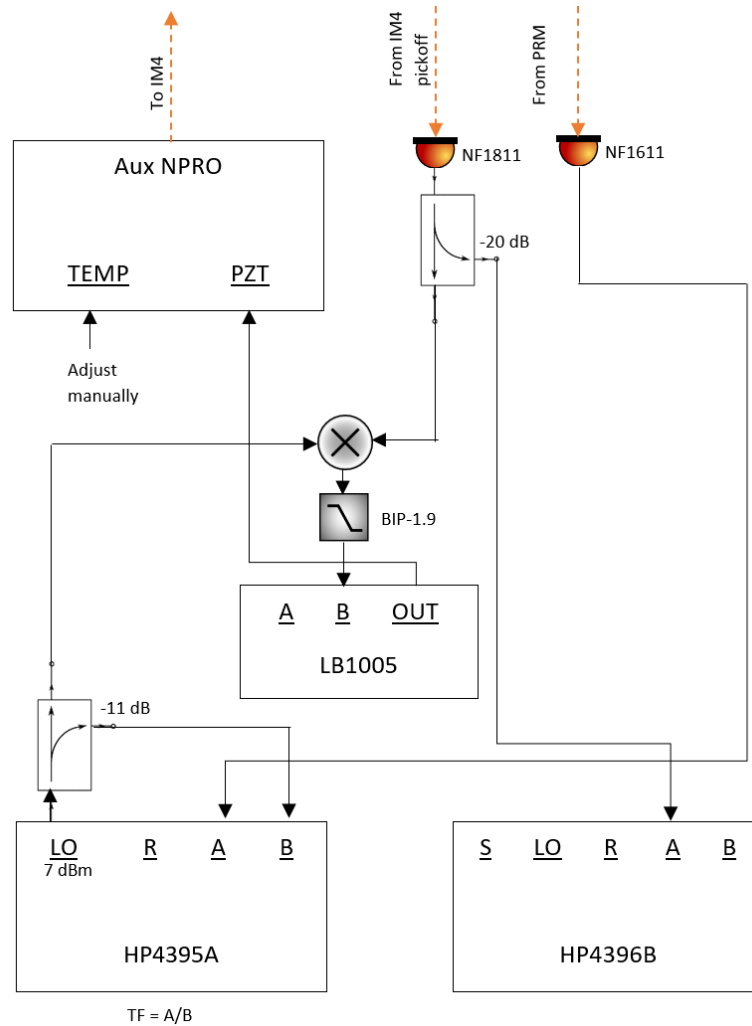 To IM4
From IM4
pickoff
From PRM
Aux NPRO
NF1811
NF1611
-20 dB
TEMP
PZT
Adjust
manually
BIP-1.9
A
B
OUT
LB1005
-11 dB
LO
R
A
B
7 dBm
HP4395A
S
LO
R
A
B
HP4396B
TF = A/B